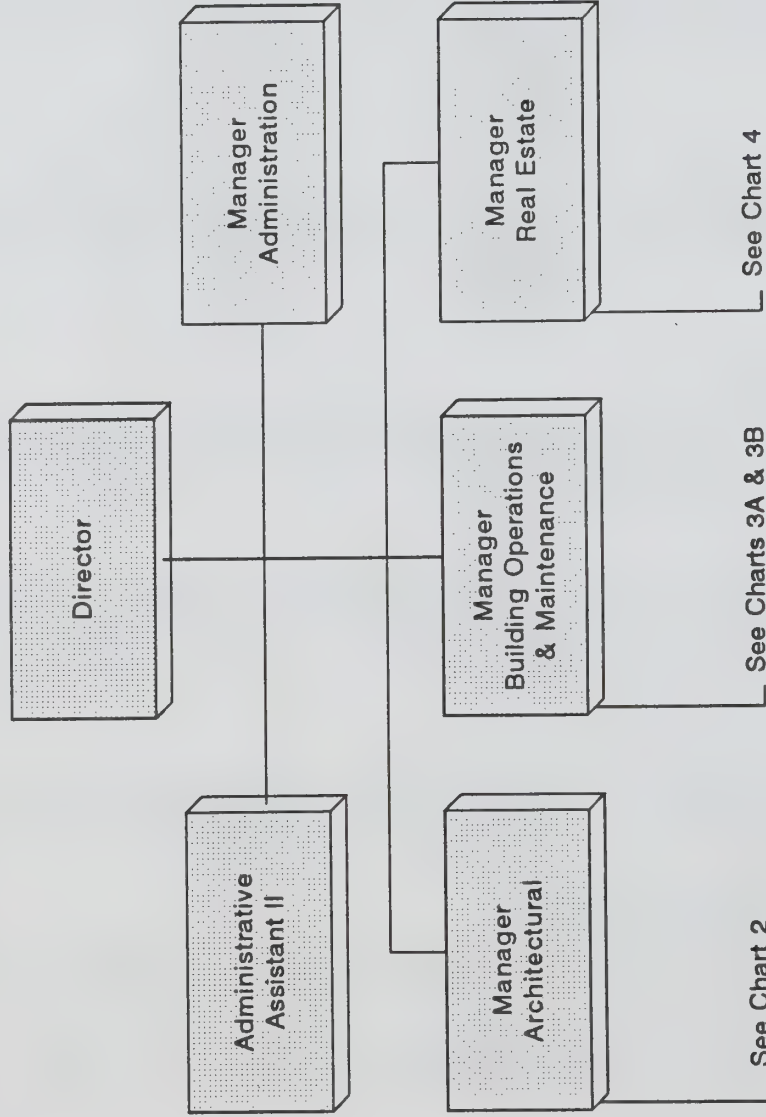 Director
Administrative
Assistant II
Manager
Administration
Manager
Architectural
Manager
Building Operations
& Maintenance
Manager
Real Estate
See Chart 2
See Charts 3A & 3B
See Chart 4